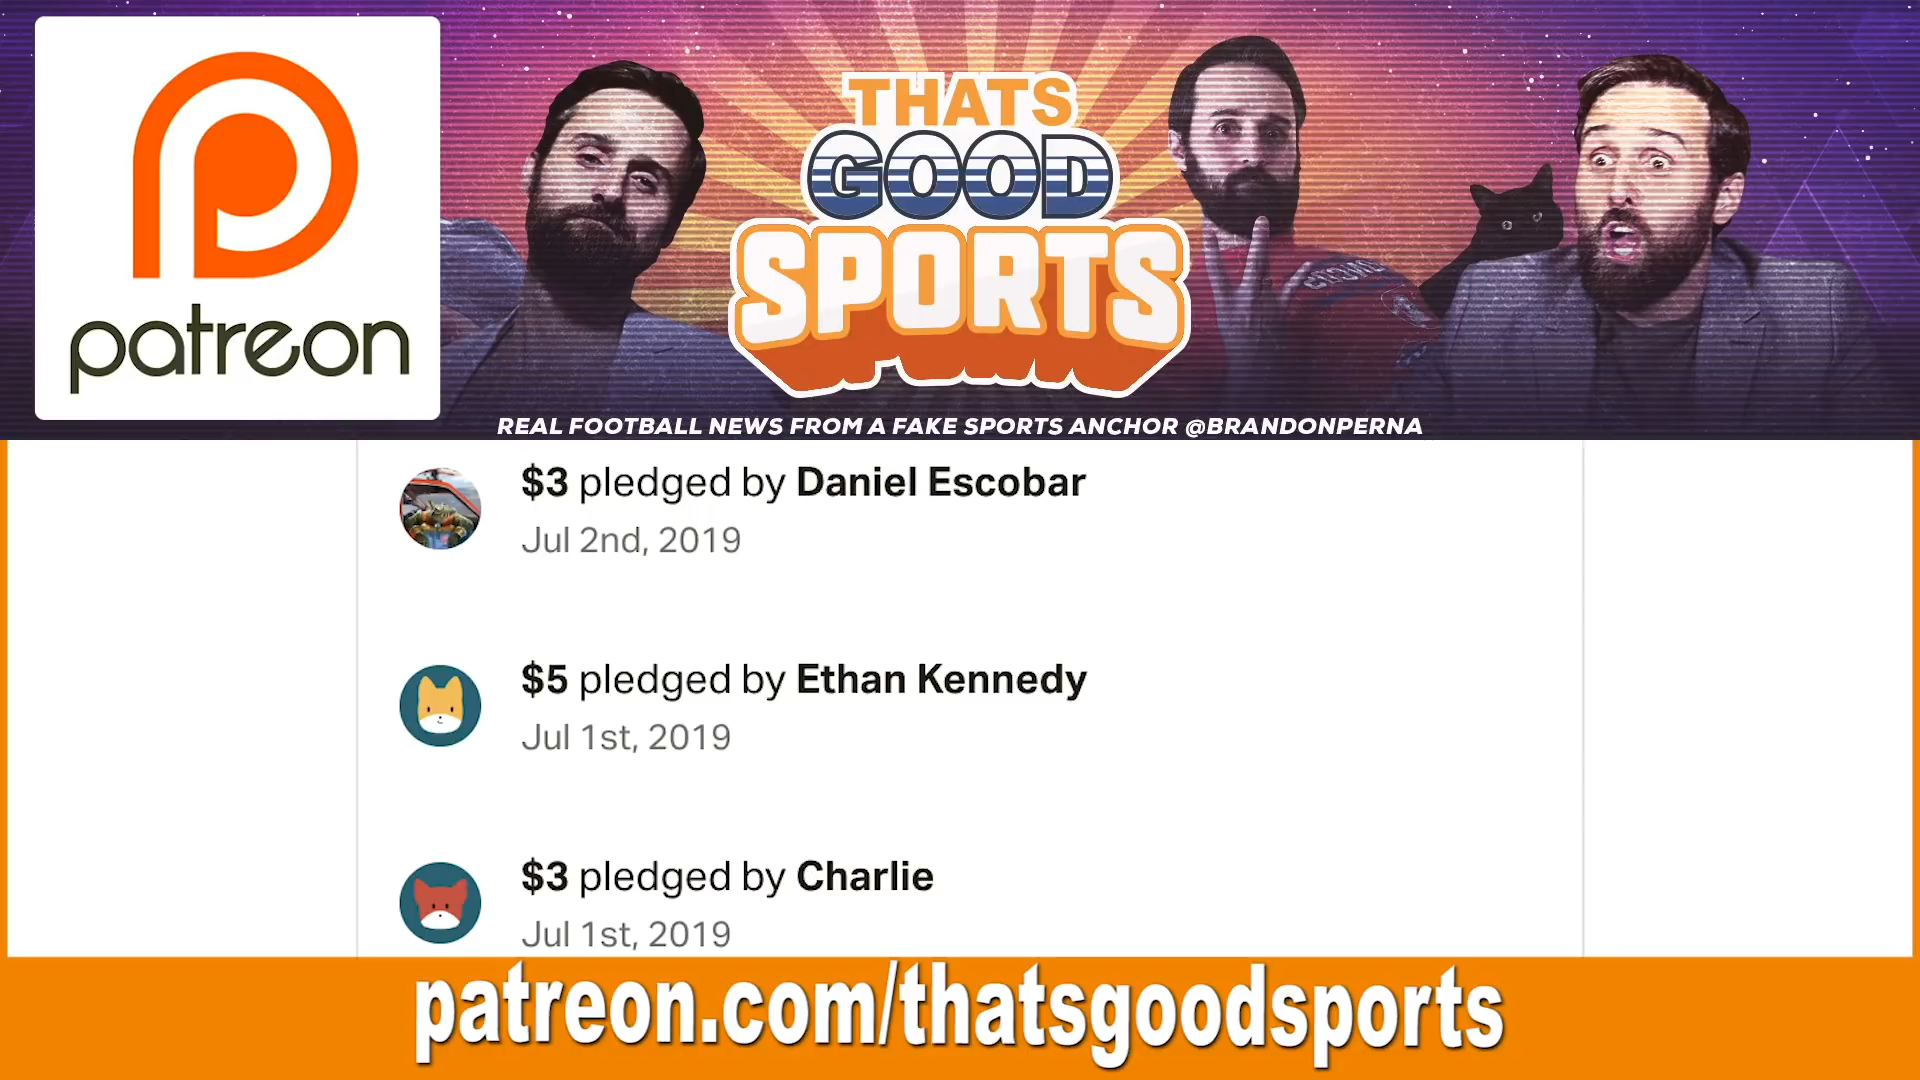 patreon
THATS
GOOD
SPORTS
REAL FOOTBALL NEWS FROM A FAKE SPORTS ANCHOR @BRANDONPERNA
$3 pledged by Daniel Escobar
Jul 2nd, 2019
$5 pledged by Ethan Kennedy
Jul 1st, 2019
$3 pledged by Charlie
Jul 1st, 2019
patreon.com/thatsgoodsports